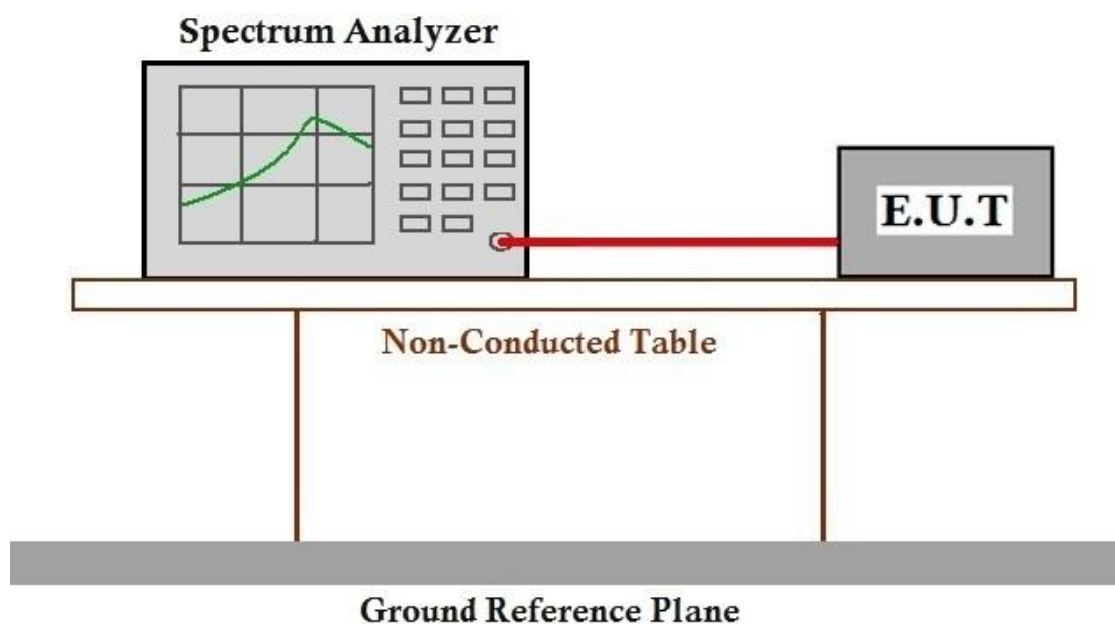 Spectrum Analyzer
E.U.T
Non-Conducted Table
Ground Reference Plane